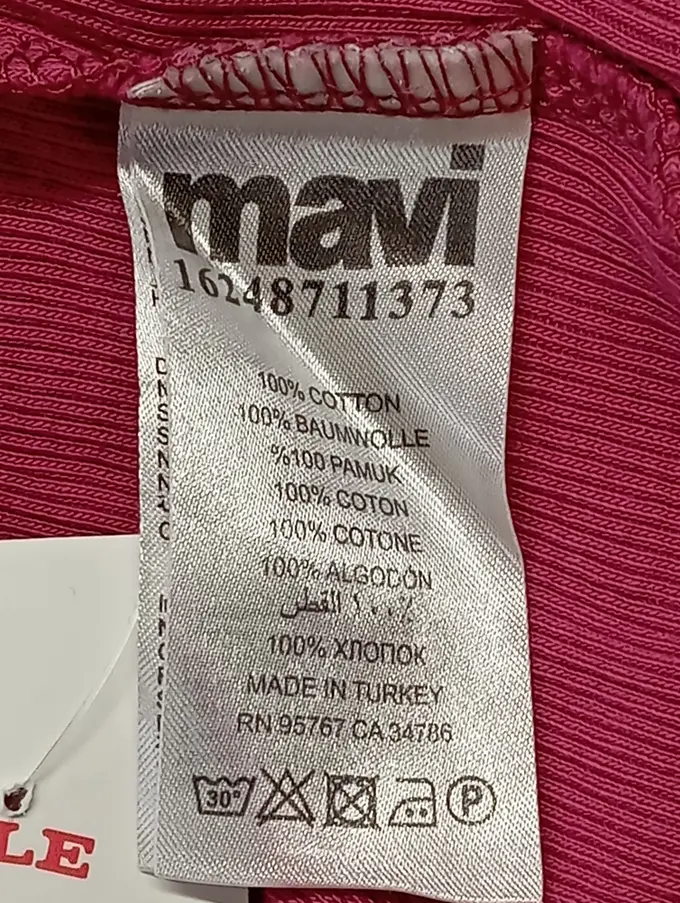 mavi
16248711373
100% COTTON
100% BAUMWOLLE
%100 PAMUK
100% COTON
100% COTONE
100% ALGODÓN
٪١٠٠ القطن
100% ХЛОПОК
MADE IN TURKEY
RN 95767 CA 34786
30° P
LE